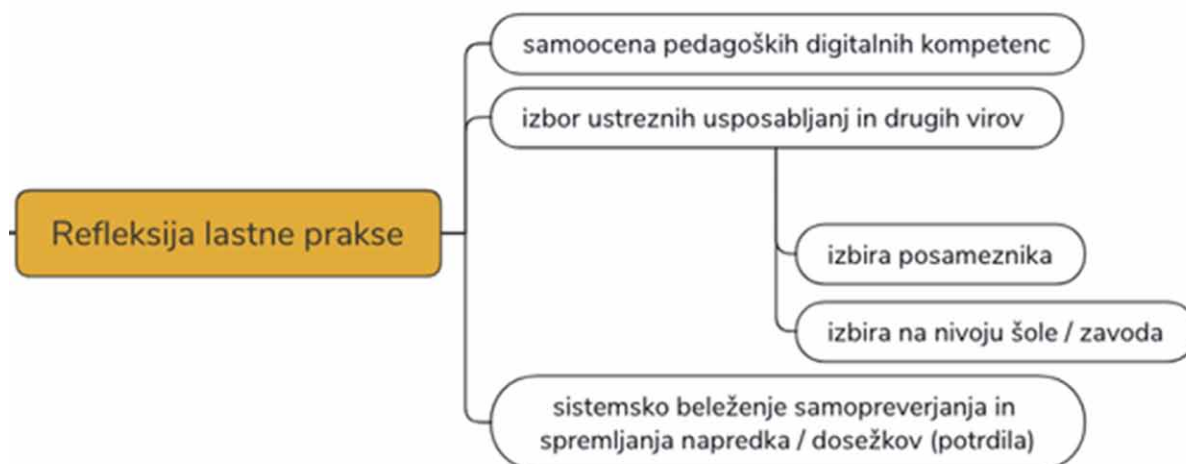 samoocena pedagoških digitalnih kompetenc
izbor ustreznih usposabljanj in drugih virov
Refleksija lastne prakse
izbira posameznika
izbira na nivoju šole / zavoda
sistemsko beleženje samopreverjanja in
spremljanja napredka / dosežkov (potrdila)